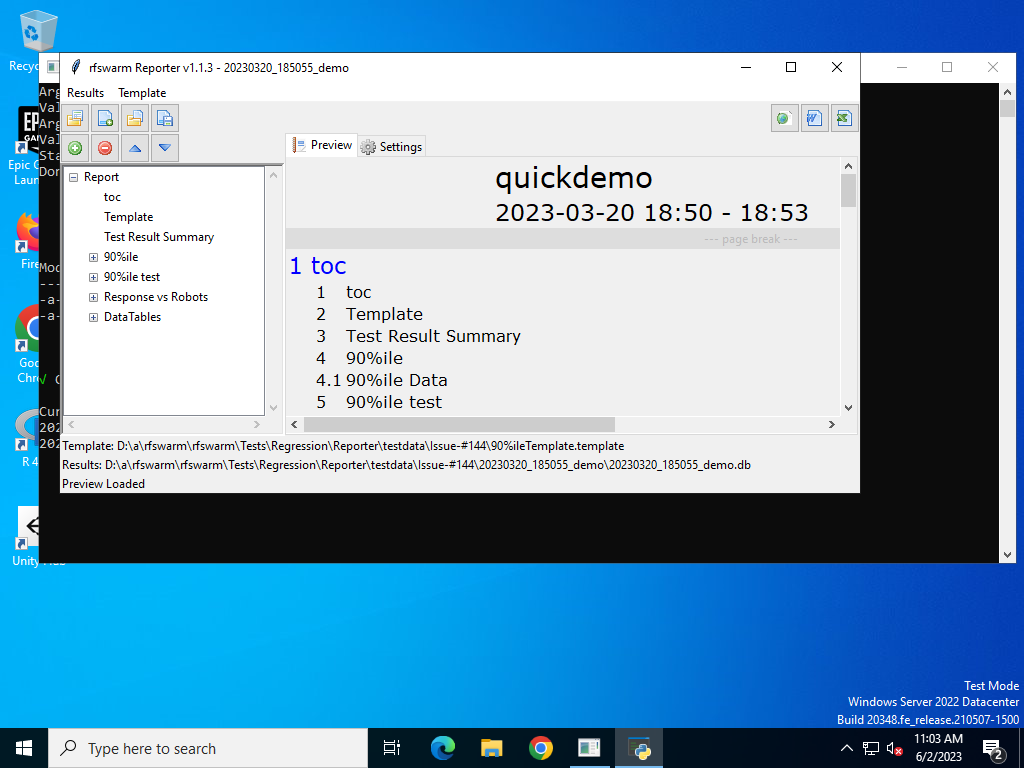 Recyc
rfswarm Reporter v1.1.3 - 20230320_185055_demo
Results Template
Arg
Val
Arg
Val
Sta
Don
EPIC
GAMES
Epic G
Laun
Preview Settings
Report
toc
Template
Test Result Summary
90%ile
90%ile test
Response vs Robots
DataTables
quickdemo
2023-03-20 18:50 - 18:53
--- page break ---
1 toc
1 toc
2 Template
3 Test Result Summary
4 90%ile
4.1 90%ile Data
5 90%ile test
Fire
Mod
---
-a-
-a-
Goo
Chro
√ C
Cur
202
202
R 4
Template: D:\a\rfswarm\rfswarm\Tests\Regression\Reporter\testdata\Issue-#144\90%ileTemplate.template
Results: D:\a\rfswarm\rfswarm\Tests\Regression\Reporter\testdata\Issue-#144\20230320_185055_demo\20230320_185055_demo.db
Preview Loaded
Unity Hub
Test Mode
Windows Server 2022 Datacenter
Build 20348.fe_release.210507-1500
Type here to search
11:03 AM
6/2/2023
2